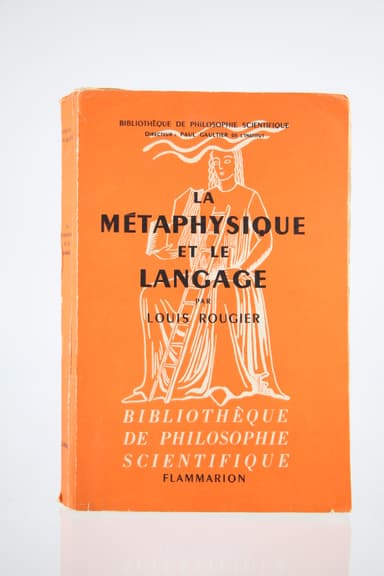 BIBLIOTHÈQUE DE PHILOSOPHIE SCIENTIFIQUE
DIRECTEUR : PAUL GAULTIER DE L'INSTITUT
LA
MÉTAPHYSIQUE
ET LE
LANGAGE
PAR
LOUIS ROUGIER
BIBLIOTHÊQUE
DE PHILOSOPHIE
SCIENTIFIQUE
FLAMMARION